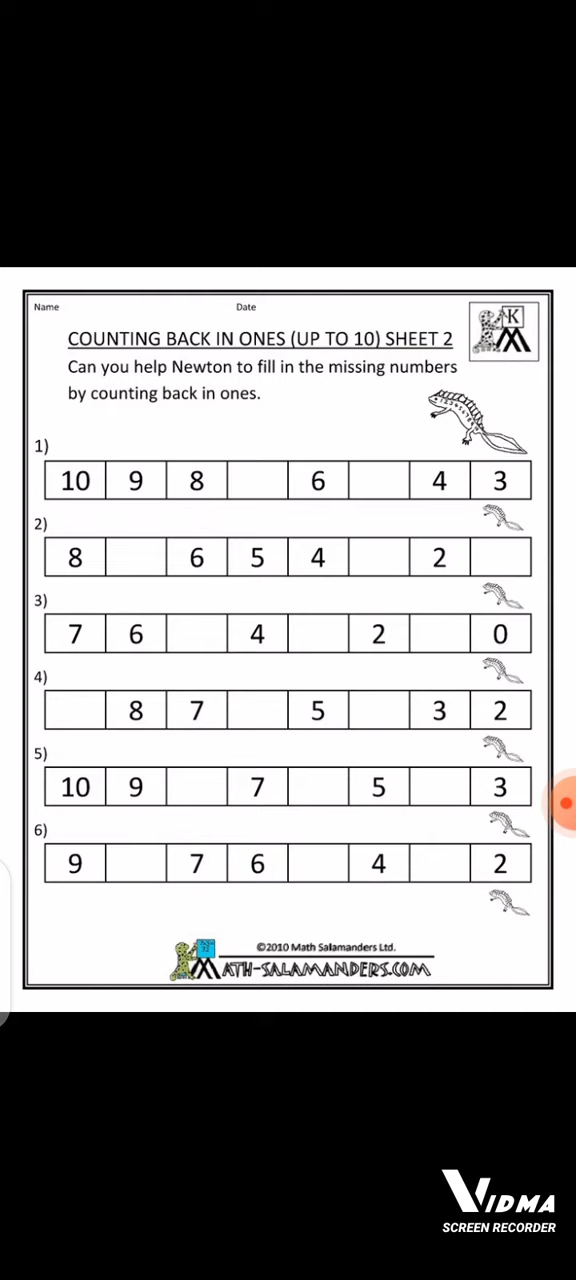 Name Date
K
COUNTING BACK IN ONES (UP TO 10) SHEET 2
Can you help Newton to fill in the missing numbers
by counting back in ones.
1)
10 9 8 6 4 3
2)
8 6 5 4 2
3)
7 6 4 2 0
4)
8 7 5 3 2
5)
10 9 7 5 3
6)
9 7 6 4 2
©2010 Math Salamanders Ltd.
MATH-SALAMANDERS.COM
VIDMA
SCREEN RECORDER